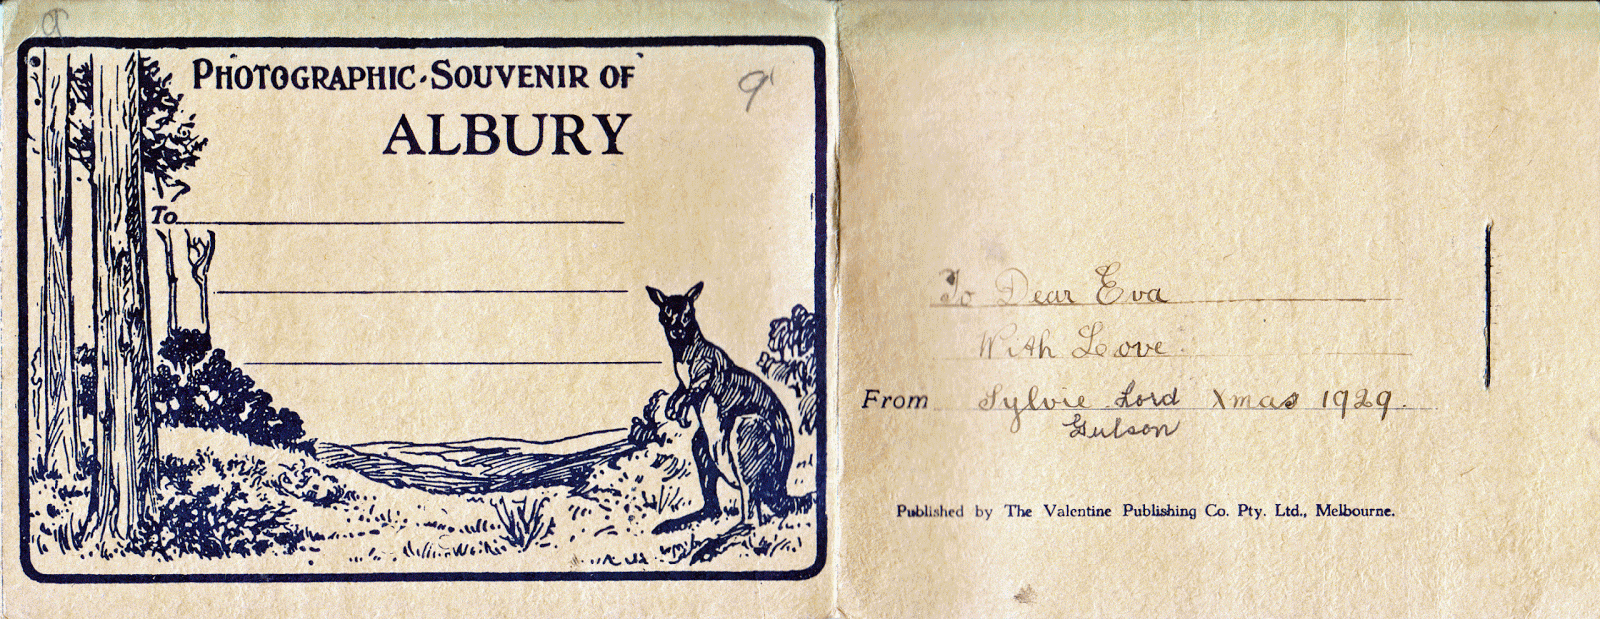 9
PHOTOGRAPHIC·SOUVENIR OF
9
ALBURY
To
To Dear Eva
With Love.
From Sylvie Lord Xmas 1929.
Gulson
Published by The Valentine Publishing Co. Pty. Ltd., Melbourne.